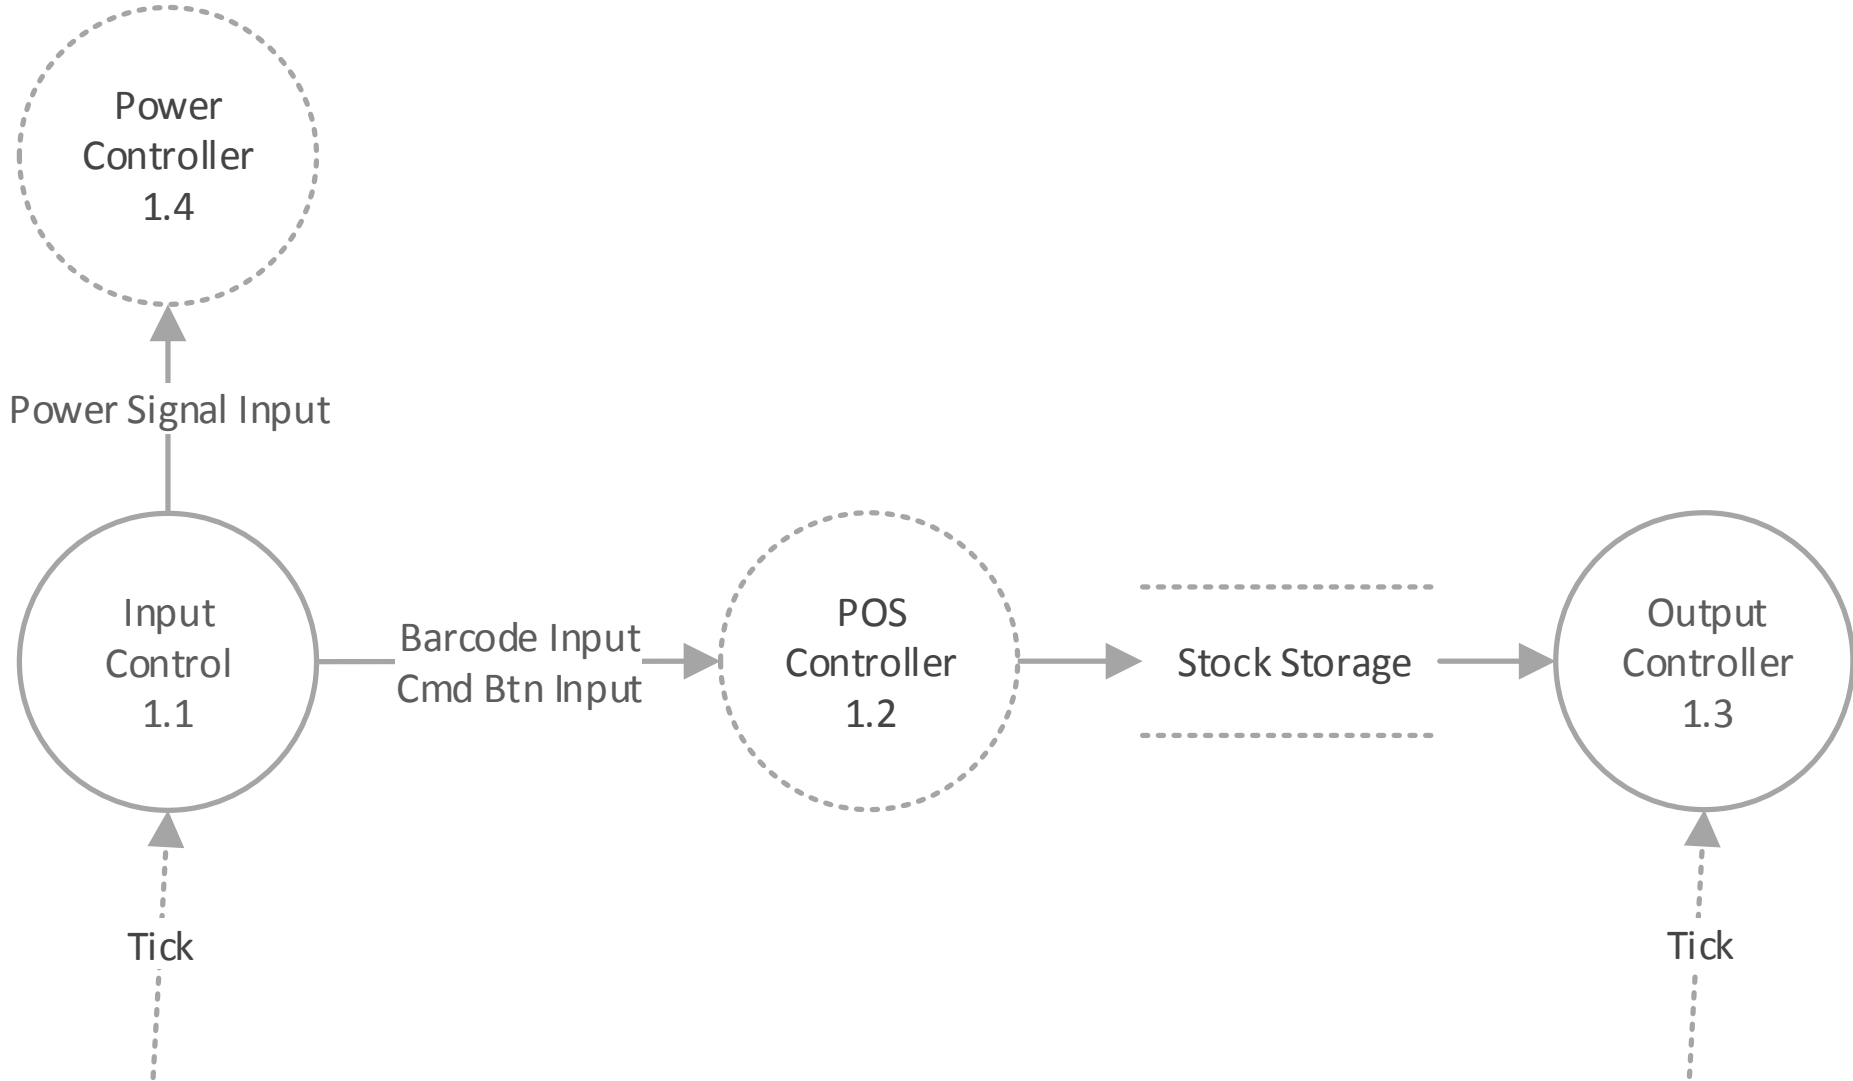 Power
Controller
1.4
Power Signal Input
Input
Control
1.1
Barcode Input
Cmd Btn Input
POS
Controller
1.2
Stock Storage
Output
Controller
1.3
Tick
Tick